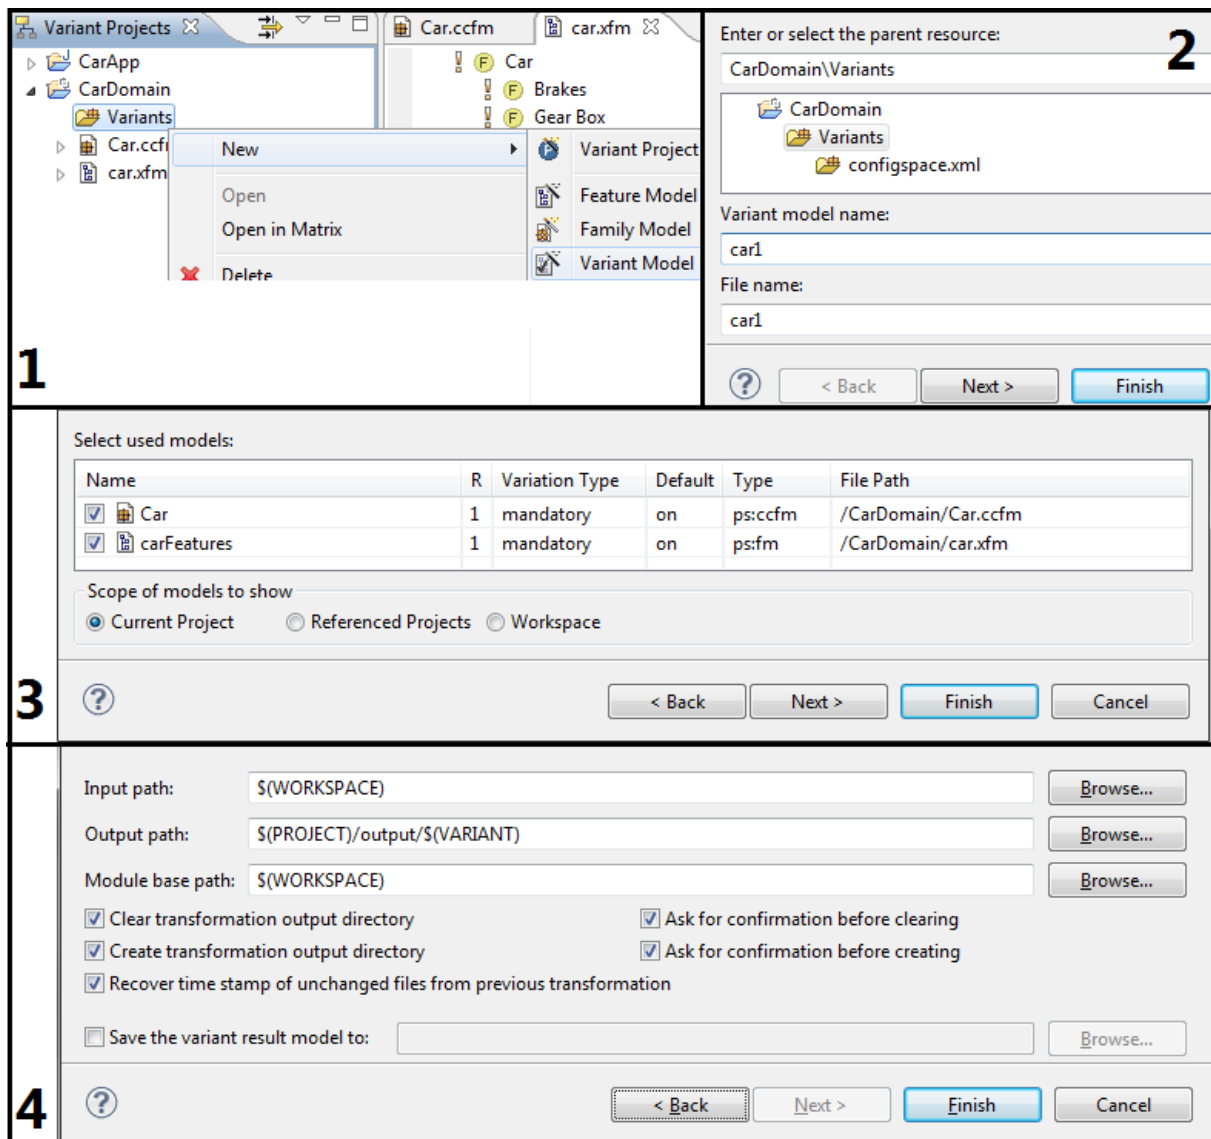 Variant Projects
Car.ccfm
car.xfm
CarApp
CarDomain
Variants
Car.ccf
car.xfm
F Car
F Brakes
F Gear Box
New
Open
Open in Matrix
Delete
Variant Project
Feature Model
Family Model
Variant Model
1
Enter or select the parent resource:
2
CarDomain\Variants
CarDomain
Variants
configspace.xml
Variant model name:
car1
File name:
car1
?
< Back
Next >
Finish
Select used models:
Name R Variation Type Default Type File Path
Car 1 mandatory on ps:ccfm /CarDomain/Car.ccfm
carFeatures 1 mandatory on ps:fm /CarDomain/car.xfm
Scope of models to show
Current Project Referenced Projects Workspace
3
?
< Back Next > Finish Cancel
Input path: $(WORKSPACE) Browse...
Output path: $(PROJECT)/output/$(VARIANT) Browse...
Module base path: $(WORKSPACE) Browse...
Clear transformation output directory Ask for confirmation before clearing
Create transformation output directory Ask for confirmation before creating
Recover time stamp of unchanged files from previous transformation
Save the variant result model to: Browse...
4
?
< Back Next > Finish Cancel